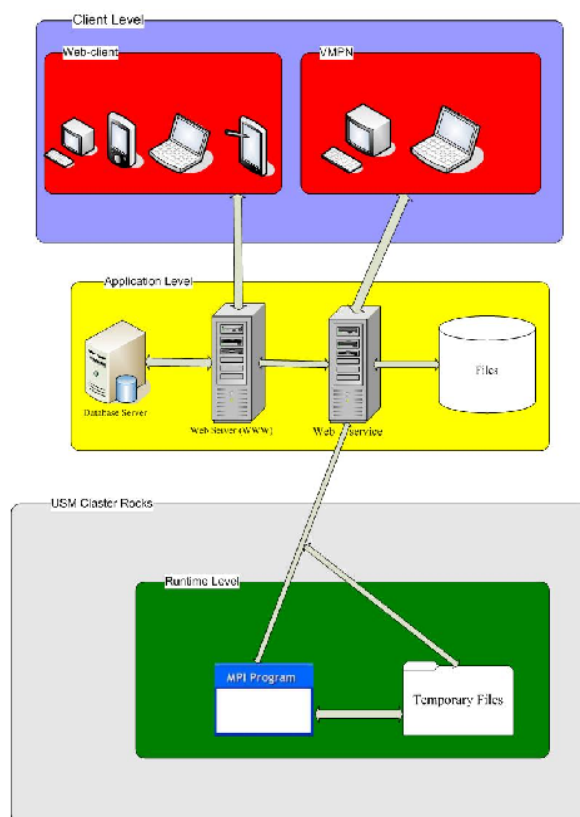 Client Level
Web-client
VMPN
Application Level
Database Server
Web Server (WWW)
Web - service
Files
USM Claster Rocks
Runtime Level
MPI Program
Temporary Files